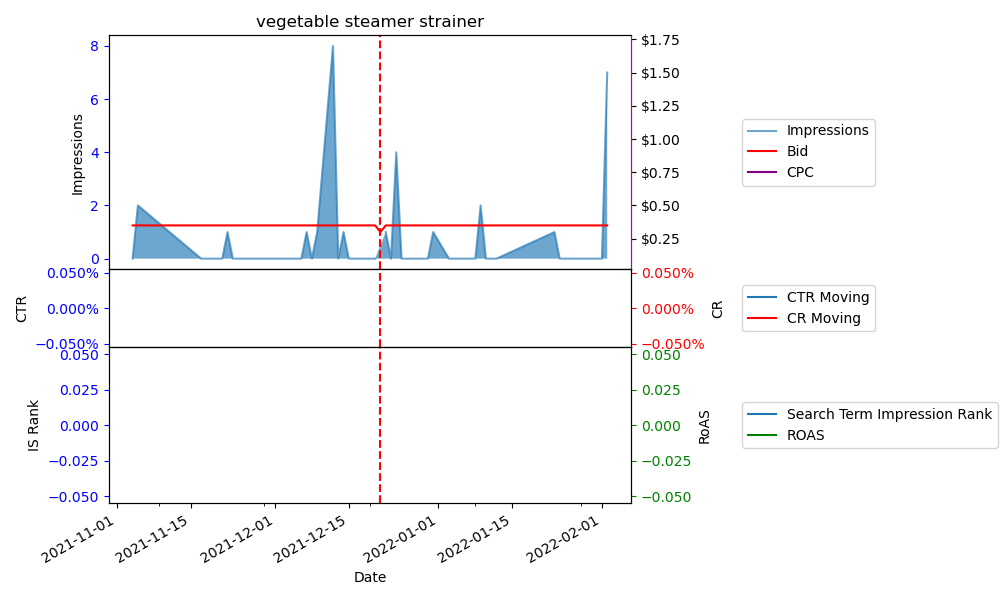 vegetable steamer strainer
Impressions
8
6
4
2
0
$1.75
$1.50
$1.25
$1.00
$0.75
$0.50
$0.25
Impressions
Bid
CPC
CTR
0.050%
0.000%
−0.050%
0.050%
0.000%
−0.050%
CR
CTR Moving
CR Moving
IS Rank
0.050
0.025
0.000
−0.025
−0.050
0.050
0.025
0.000
−0.025
−0.050
RoAS
Search Term Impression Rank
ROAS
2021-11-01
2021-11-15
2021-12-01
2021-12-15
2022-01-01
2022-01-15
2022-02-01
Date